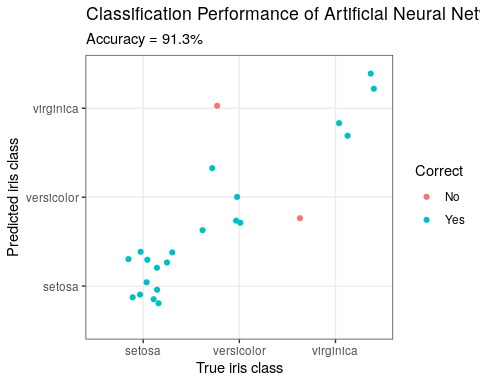 Classification Performance of Artificial Neural Net
Accuracy = 91.3%
Predicted iris class
virginica
versicolor
setosa
setosa versicolor virginica
True iris class
Correct
No
Yes